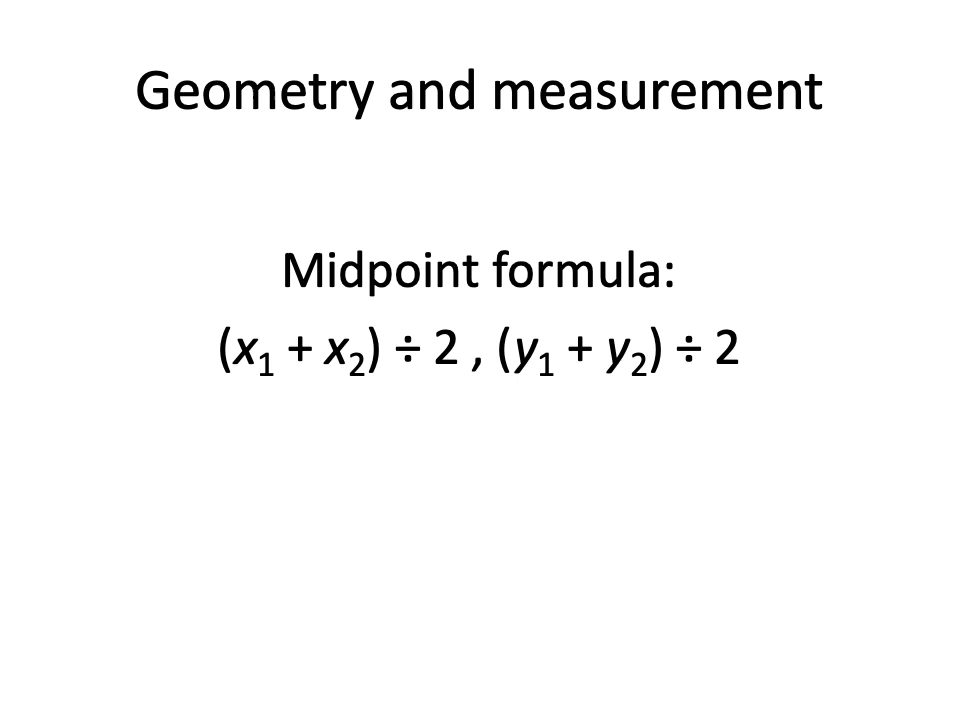 Geometry and measurement
Midpoint formula:
(x₁ + x₂) ÷ 2 , (y₁ + y₂) ÷ 2